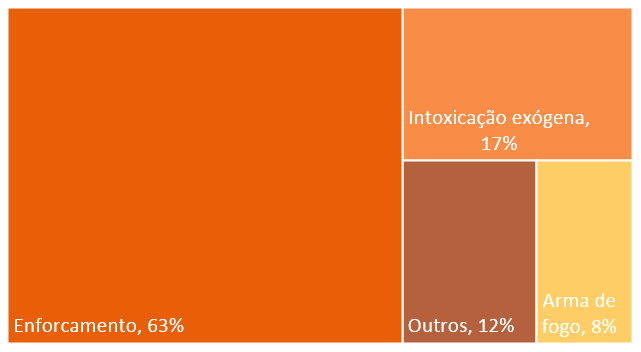 Intoxicação exógena,
17%
Enforcamento, 63%
Outros, 12%
Arma de
fogo, 8%